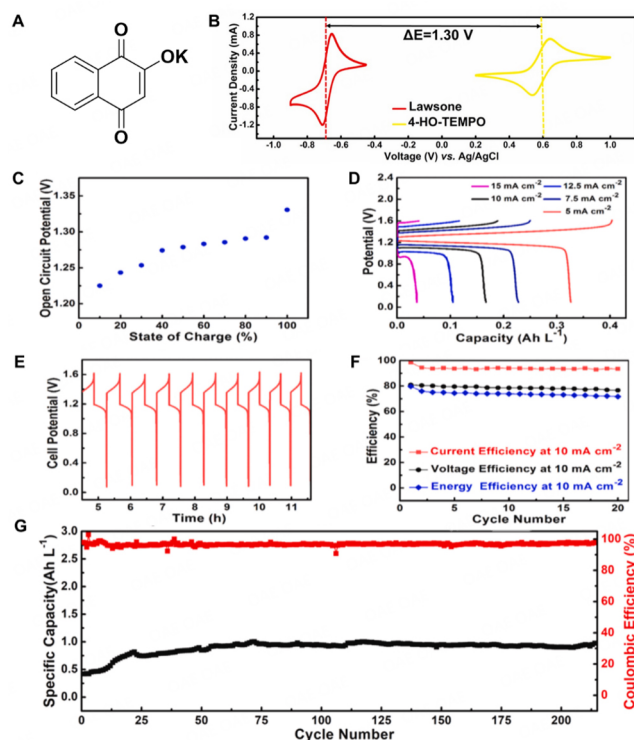 A
O
OK
O
B
ΔE=1.30 V
Current Density (mA)
1.2
0.8
0.4
0.0
-0.4
-0.8
-1.2
Lawsone
4-HO-TEMPO
-1.0 -0.8 -0.6 -0.4 -0.2 0.0 0.2 0.4 0.6 0.8 1.0
Voltage (V) vs. Ag/AgCl
C
Open Circuit Potential (V)
1.35
1.30
1.25
1.20
0 20 40 60 80 100
State of Charge (%)
D
15 mA cm-2 12.5 mA cm-2
10 mA cm-2 7.5 mA cm-2
5 mA cm-2
Potential (V)
2.4
2.0
1.6
1.2
0.8
0.4
0.0
0.0 0.1 0.2 0.3 0.4
Capacity (Ah L-1)
E
Cell Potential (V)
1.6
1.2
0.8
0.4
0.0
5 6 7 8 9 10 11
Time (h)
F
Efficiency (%)
100
80
60
40
20
0
Current Efficiency at 10 mA cm-2
Voltage Efficiency at 10 mA cm-2
Energy Efficiency at 10 mA cm-2
0 5 10 15 20
Cycle Number
G
Specific Capacity(Ah L-1)
3.0
2.5
2.0
1.5
1.0
0.5
0.0
0 25 50 75 100 125 150 175 200
Cycle Number
100
80
60
40
20
0
Coulombic Efficiency (%)